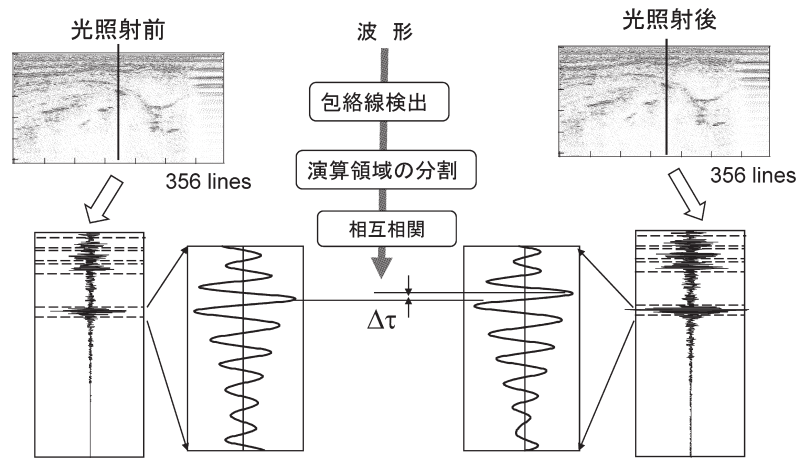 光照射前
波 形
光照射後
包絡線検出
演算領域の分割
相互相関
356 lines
356 lines
Δτ